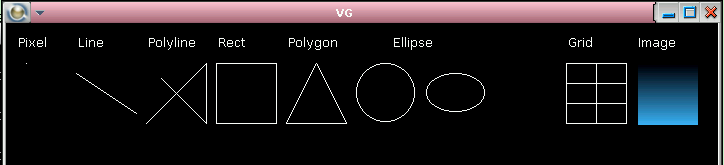 VG
Pixel Line Polyline Rect Polygon Ellipse Grid Image